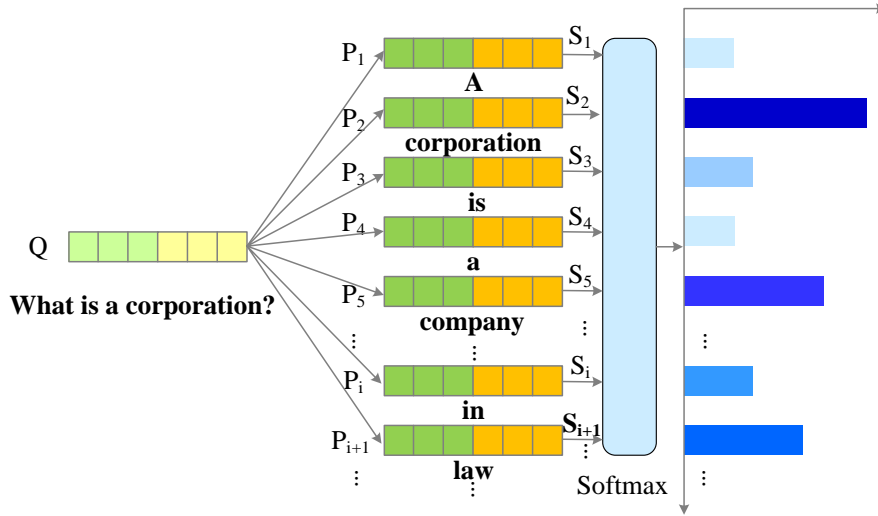 P1 S1
A
P2 S2
corporation
P3 S3
is
P4 S4
a
Q
What is a corporation?
P5 S5
company
⋮ ⋮ ⋮ ⋮
Pi Si
in
Pi+1 Si+1
law
⋮ ⋮ ⋮ ⋮
Softmax